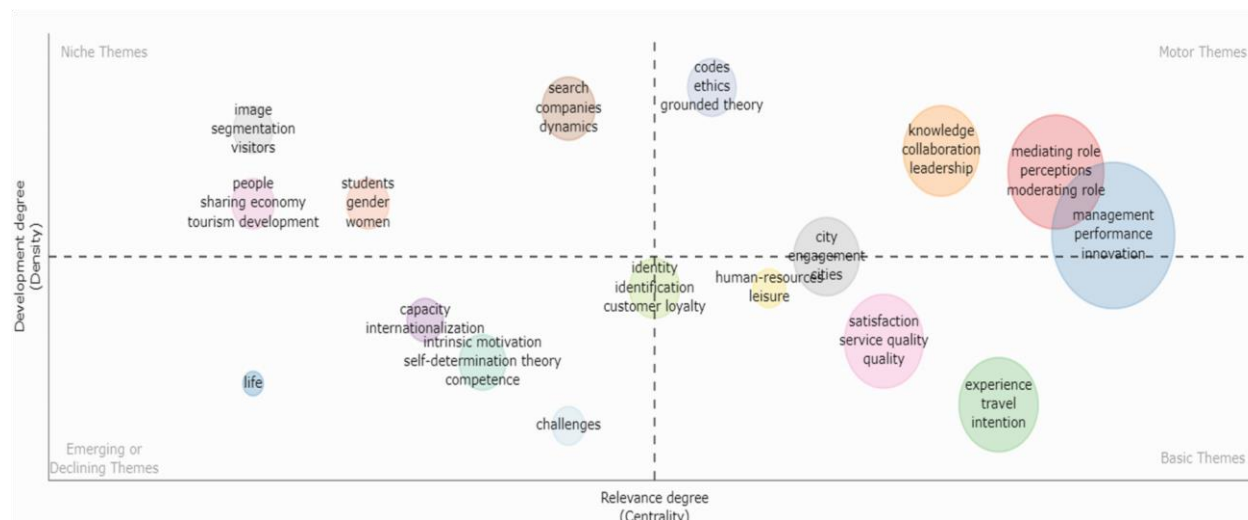 Niche Themes
Motor Themes
codes
ethics
grounded theory
search
companies
dynamics
image
segmentation
visitors
knowledge
collaboration
leadership
mediating role
perceptions
moderating role
people
sharing economy
tourism development
students
gender
women
management
performance
innovation
city
engagement
cities
identity
identification
customer loyalty
human-resources
leisure
capacity
internationalization
intrinsic motivation
self-determination theory
competence
satisfaction
service quality
quality
life
experience
travel
intention
challenges
Development degree
(Density)
Emerging or
Declining Themes
Basic Themes
Relevance degree
(Centrality)